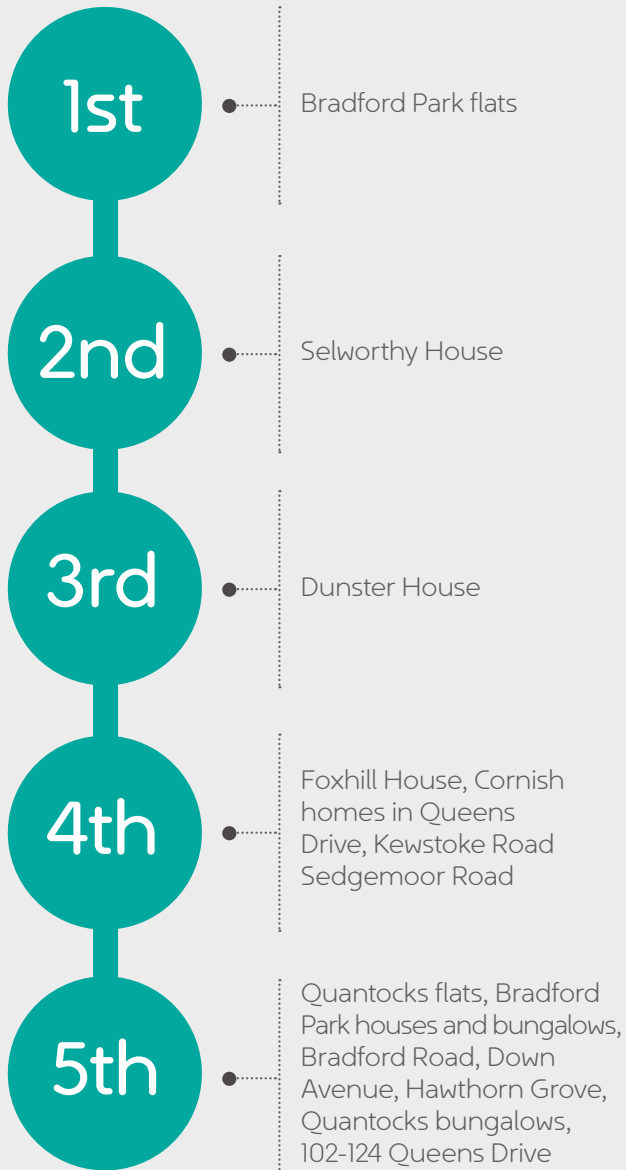 1st
Bradford Park flats
2nd
Selworthy House
3rd
Dunster House
4th
Foxhill House, Cornish
homes in Queens
Drive, Kewstoke Road
Sedgemoor Road
5th
Quantocks flats, Bradford
Park houses and bungalows,
Bradford Road, Down
Avenue, Hawthorn Grove,
Quantocks bungalows,
102-124 Queens Drive